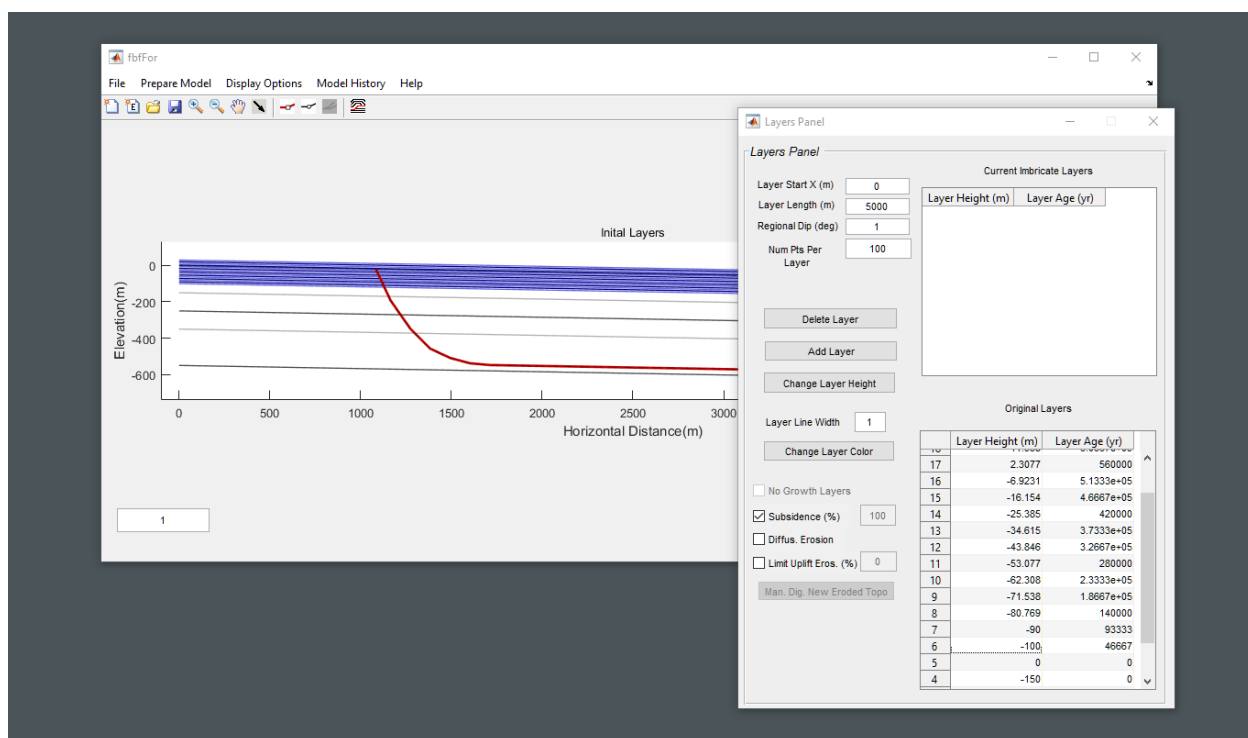 fbfFor
File Prepare Model Display Options Model History Help
Inital Layers
0
-200
-400
-600
Elevation(m)
0 500 1000 1500 2000 2500 3000
Horizontal Distance(m)
1
Layers Panel
Layers Panel
Layer Start X (m) 0
Layer Length (m) 5000
Regional Dip (deg) 1
Num Pts Per 100
Layer
Delete Layer
Add Layer
Change Layer Height
Layer Line Width 1
Change Layer Color
No Growth Layers
Subsidence (%) 100
Diffus. Erosion
Limit Uplift Eros. (%) 0
Man. Dig. New Eroded Topo
Current Imbricate Layers
Layer Height (m) Layer Age (yr)
Original Layers
Layer Height (m) Layer Age (yr)
17 2.3077 560000
16 -6.9231 5.1333e+05
15 -16.154 4.6667e+05
14 -25.385 420000
13 -34.615 3.7333e+05
12 -43.846 3.2667e+05
11 -53.077 280000
10 -62.308 2.3333e+05
9 -71.538 1.8667e+05
8 -80.769 140000
7 -90 93333
6 -100 46667
5 0 0
4 -150 0